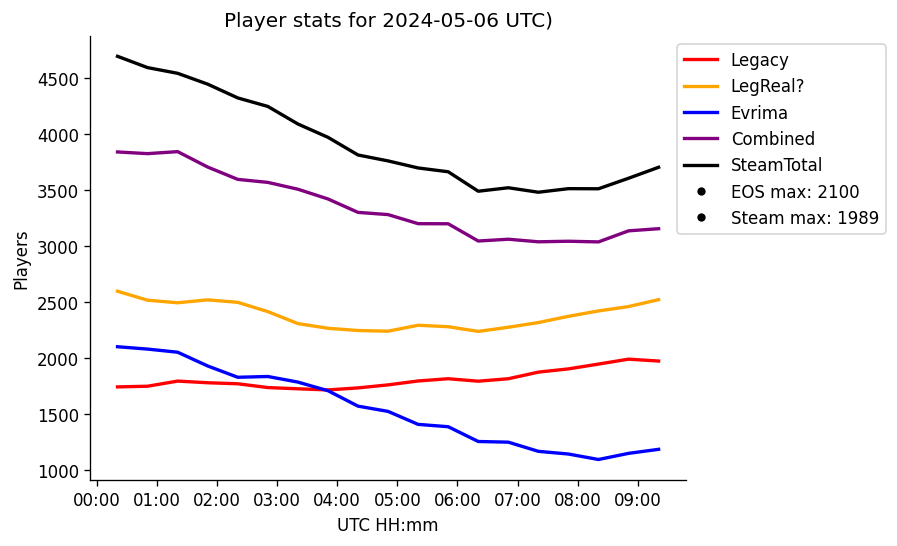 Player stats for 2024-05-06 UTC)
Legacy
LegReal?
Evrima
Combined
SteamTotal
EOS max: 2100
Steam max: 1989
Players
4500
4000
3500
3000
2500
2000
1500
1000
00:00 01:00 02:00 03:00 04:00 05:00 06:00 07:00 08:00 09:00
UTC HH:mm